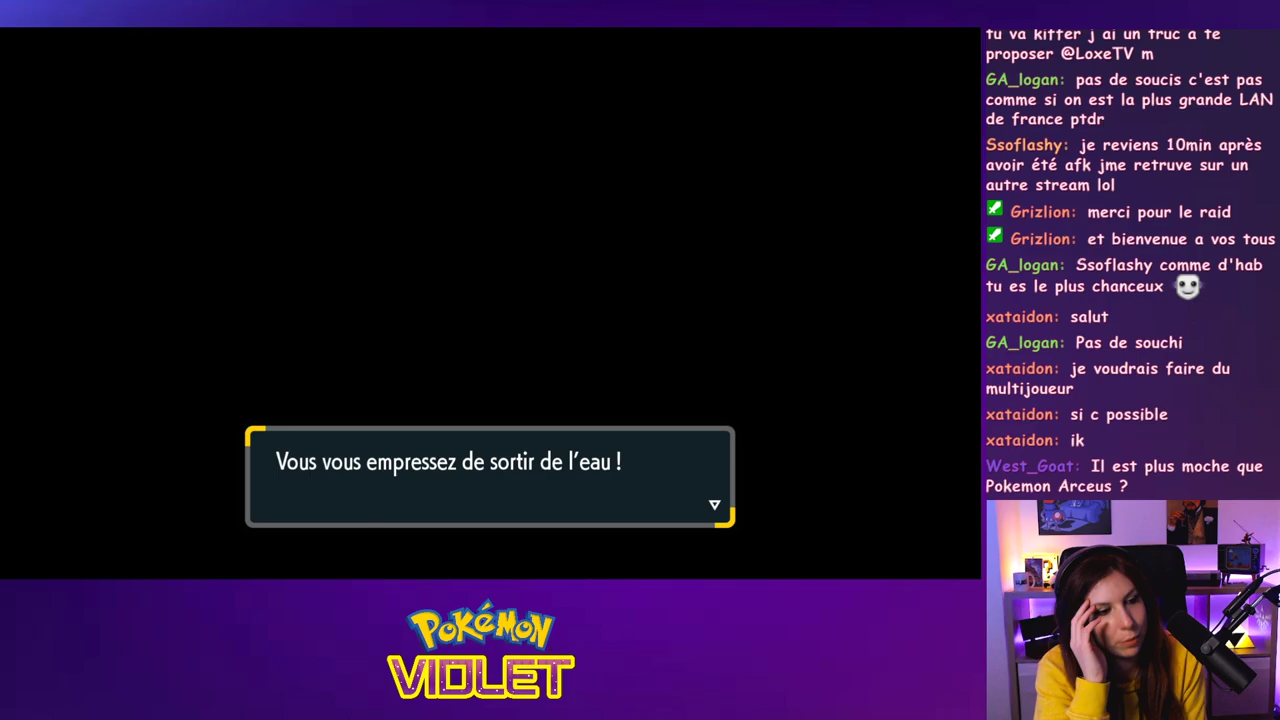 tu va kiffer j ai un truc a te
proposer @LoxeTV m
GA_logan: pas de soucis c'est pas
comme si on est la plus grande LAN
de france ptdr
Ssoflashy: je reviens 10min après
avoir été afk jme retruve sur un
autre stream lol
Grizlion: merci pour le raid
Grizlion: et bienvenue a vos tous
GA_logan: Ssoflashy comme d'hab
tu es le plus chanceux
xataidon: salut
GA_logan: Pas de souchi
xataidon: je voudrais faire du
multijoueur
xataidon: si c possible
xataidon: ik
West_Goat: Il est plus moche que
Pokemon Arceus ?
Vous vous empressez de sortir de l'eau !
POKéMON
VIOLET